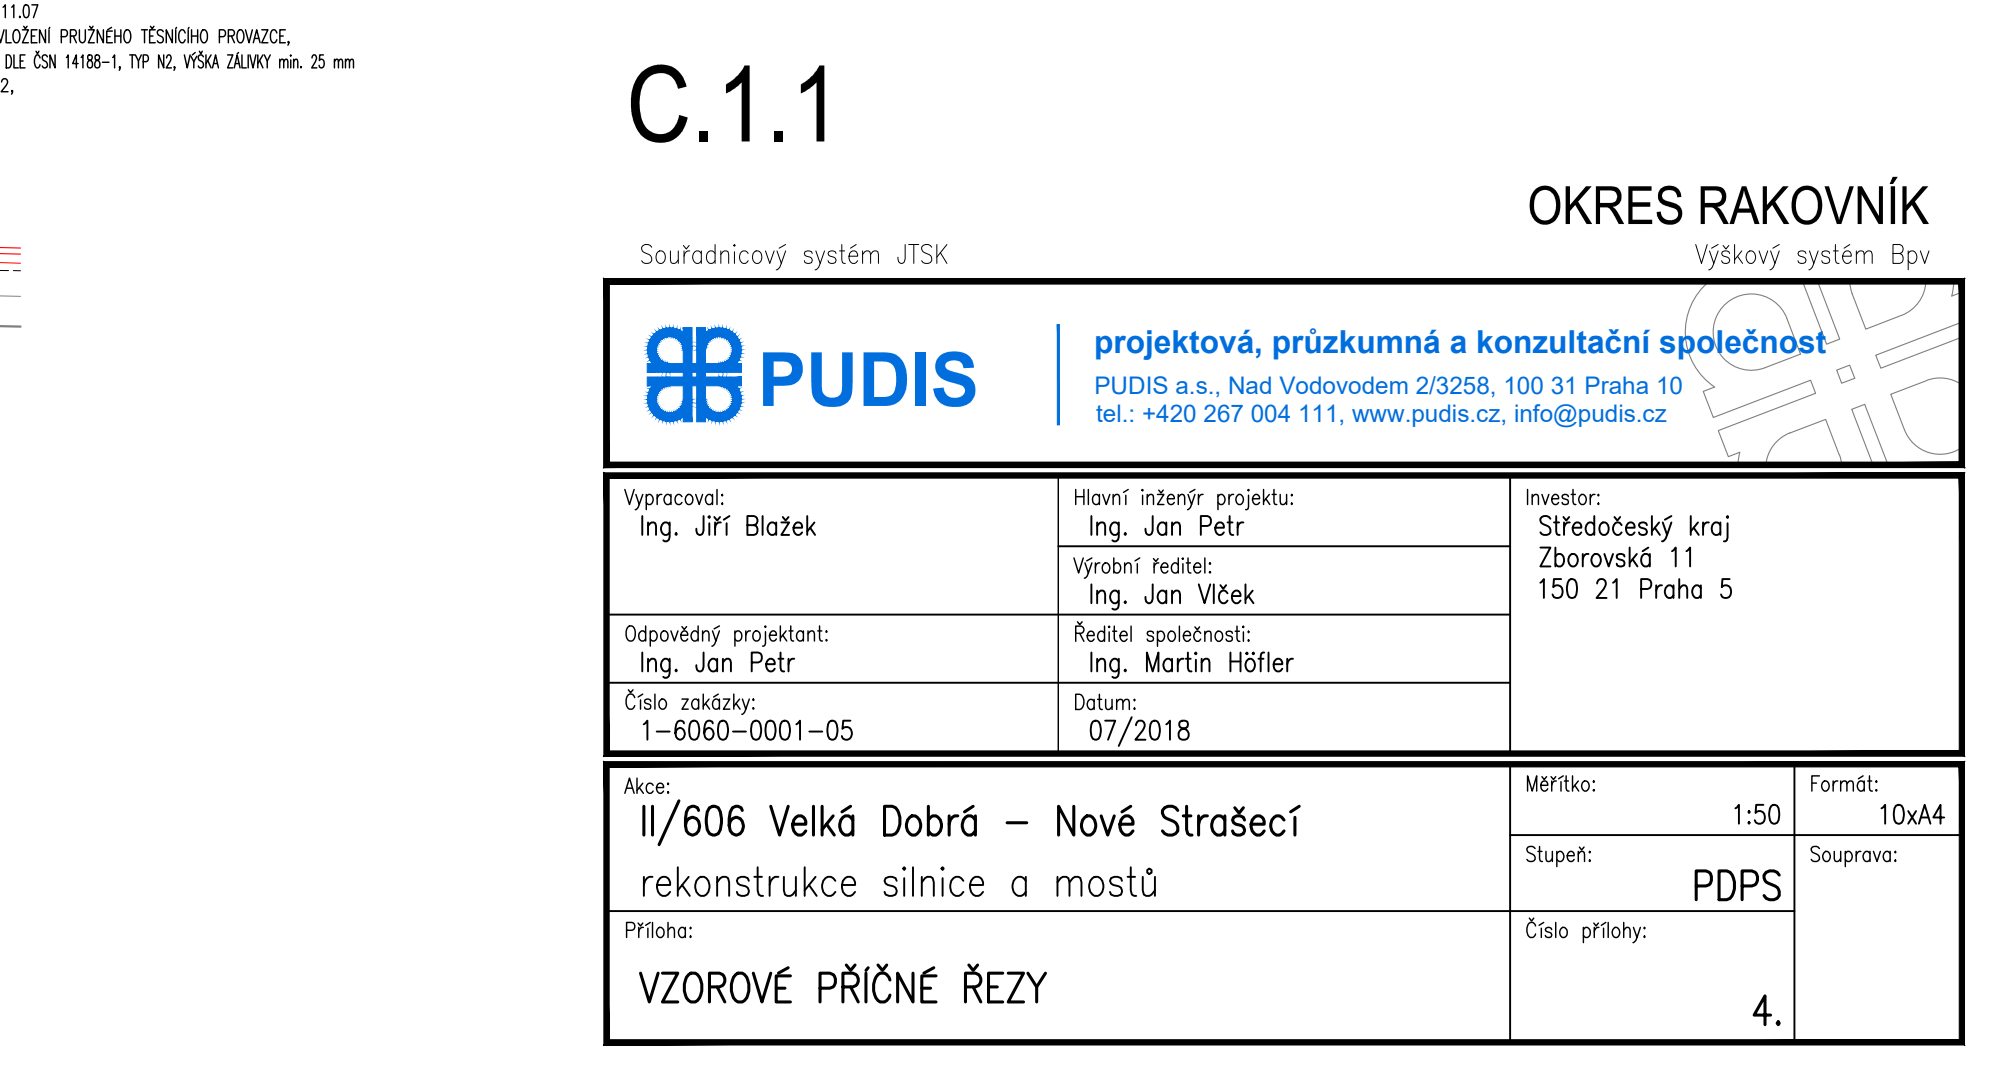 11.07
VLOŽENÍ PRUŽNÉHO TĚSNÍCÍHO PROVAZCE,
DLE ČSN 14188-1, TYP N2, VÝŠKA ZÁLIVKY min. 25 mm
2,
C.1.1
OKRES RAKOVNÍK
Souřadnicový systém JTSK
Výškový systém Bpv
PUDIS
projektová, průzkumná a konzultační společnost
PUDIS a.s., Nad Vodovodem 2/3258, 100 31 Praha 10
tel.: +420 267 004 111, www.pudis.cz, info@pudis.cz
Vypracoval:
Ing. Jiří Blažek
Hlavní inženýr projektu:
Ing. Jan Petr
Výrobní ředitel:
Ing. Jan Vlček
Investor:
Středočeský kraj
Zborovská 11
150 21 Praha 5
Odpovědný projektant:
Ing. Jan Petr
Ředitel společnosti:
Ing. Martin Höfler
Číslo zakázky:
1-6060-0001-05
Datum:
07/2018
Akce:
II/606 Velká Dobrá – Nové Strašecí
rekonstrukce silnice a mostů
Měřítko:
1:50
Formát:
10xA4
Stupeň:
PDPS
Souprava:
Příloha:
VZOROVÉ PŘÍČNÉ ŘEZY
Číslo přílohy:
4.